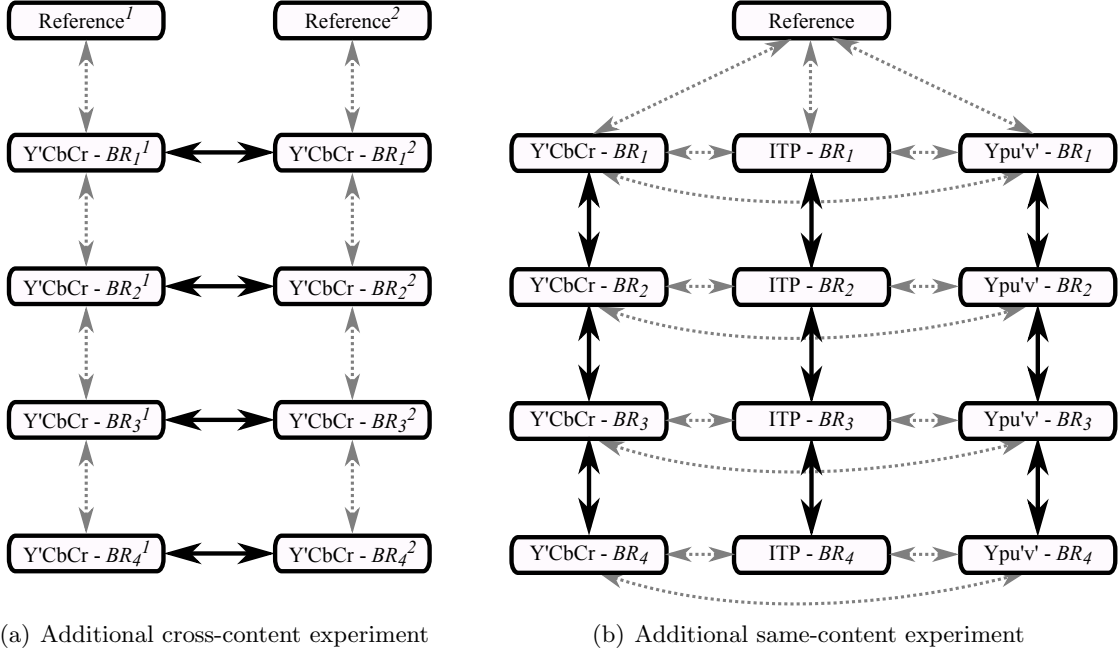 Reference¹ Reference² Reference
Y'CbCr - BR₁¹ Y'CbCr - BR₁² Y'CbCr - BR₁ ITP - BR₁ Ypu'v' - BR₁
Y'CbCr - BR₂¹ Y'CbCr - BR₂² Y'CbCr - BR₂ ITP - BR₂ Ypu'v' - BR₂
Y'CbCr - BR₃¹ Y'CbCr - BR₃² Y'CbCr - BR₃ ITP - BR₃ Ypu'v' - BR₃
Y'CbCr - BR₄¹ Y'CbCr - BR₄² Y'CbCr - BR₄ ITP - BR₄ Ypu'v' - BR₄
(a) Additional cross-content experiment (b) Additional same-content experiment